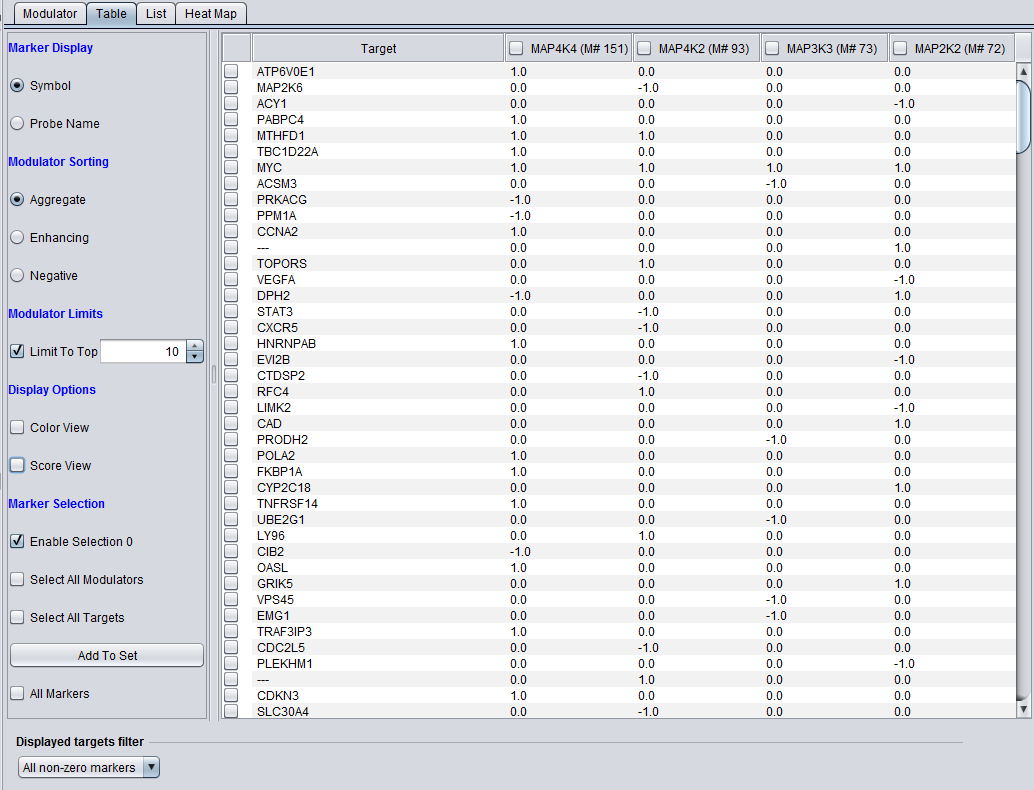 Modulator Table List Heat Map
Marker Display
Symbol
Probe Name
Modulator Sorting
Aggregate
Enhancing
Negative
Modulator Limits
Limit To Top 10
Display Options
Color View
Score View
Marker Selection
Enable Selection 0
Select All Modulators
Select All Targets
Add To Set
All Markers
Target MAP4K4 (M# 151) MAP4K2 (M# 93) MAP3K3 (M# 73) MAP2K2 (M# 72)
ATP6V0E1 1.0 0.0 0.0 0.0
MAP2K6 0.0 -1.0 0.0 0.0
ACY1 0.0 0.0 0.0 -1.0
PABPC4 1.0 0.0 0.0 0.0
MTHFD1 1.0 1.0 0.0 0.0
TBC1D22A 1.0 0.0 0.0 0.0
MYC 1.0 1.0 1.0 1.0
ACSM3 0.0 0.0 -1.0 0.0
PRKACG -1.0 0.0 0.0 0.0
PPM1A -1.0 0.0 0.0 0.0
CCNA2 1.0 0.0 0.0 0.0
--- 0.0 0.0 0.0 1.0
TOPORS 0.0 1.0 0.0 0.0
VEGFA 0.0 0.0 0.0 -1.0
DPH2 -1.0 0.0 0.0 1.0
STAT3 0.0 -1.0 0.0 0.0
CXCR5 0.0 -1.0 0.0 0.0
HNRNPAB 1.0 0.0 0.0 0.0
EVI2B 0.0 0.0 0.0 -1.0
CTDSP2 0.0 -1.0 0.0 0.0
RFC4 0.0 1.0 0.0 0.0
LIMK2 0.0 0.0 0.0 -1.0
CAD 0.0 0.0 0.0 1.0
PRODH2 0.0 0.0 -1.0 0.0
POLA2 1.0 0.0 0.0 0.0
FKBP1A 1.0 0.0 0.0 0.0
CYP2C18 0.0 0.0 0.0 1.0
TNFRSF14 1.0 0.0 0.0 0.0
UBE2G1 0.0 0.0 -1.0 0.0
LY96 0.0 1.0 0.0 0.0
CIB2 -1.0 0.0 0.0 0.0
OASL 1.0 0.0 0.0 0.0
GRIK5 0.0 0.0 0.0 1.0
VPS45 0.0 0.0 -1.0 0.0
EMG1 0.0 0.0 -1.0 0.0
TRAF3IP3 1.0 0.0 0.0 0.0
CDC2L5 0.0 -1.0 0.0 0.0
PLEKHM1 0.0 0.0 0.0 -1.0
--- 0.0 1.0 0.0 0.0
CDKN3 1.0 0.0 0.0 0.0
SLC30A4 0.0 -1.0 0.0 0.0
Displayed targets filter
All non-zero markers